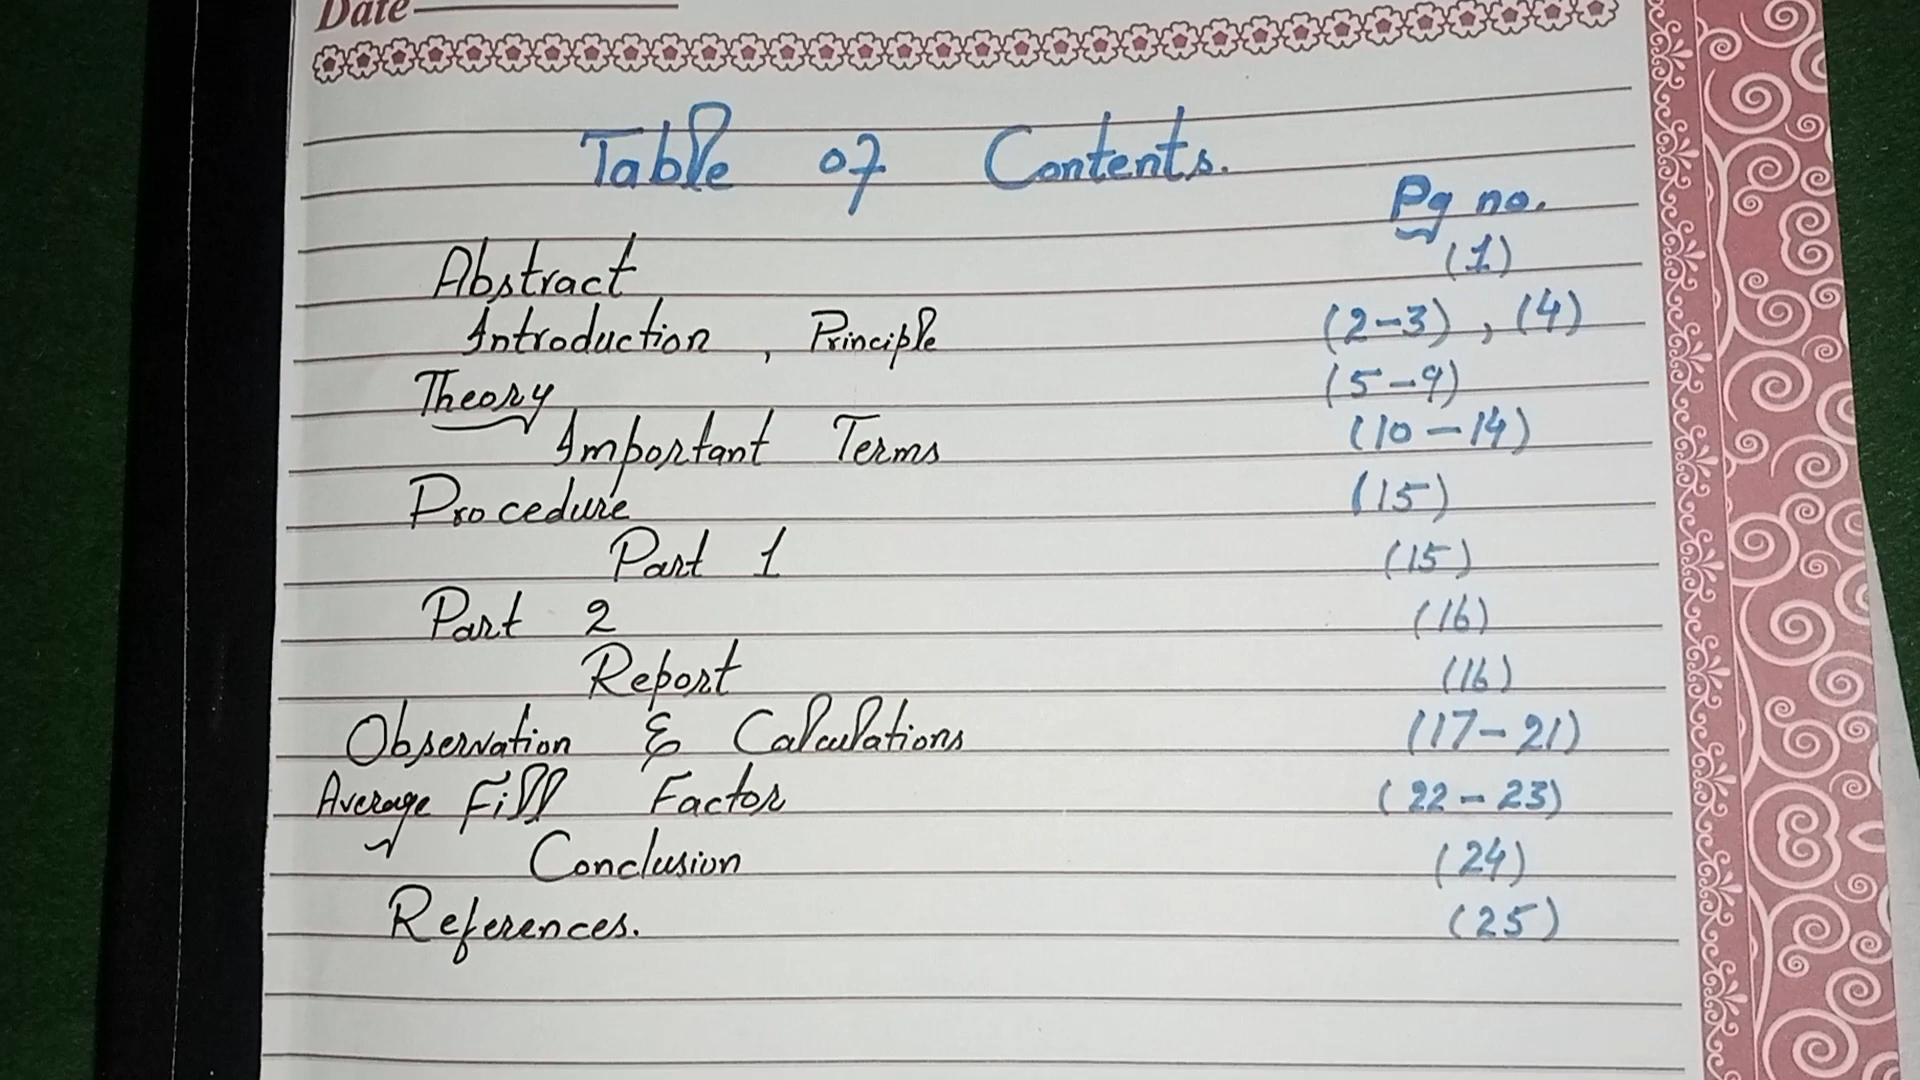 Date
Table of Contents.
Pg no.
Abstract (1)
Introduction, Principle (2-3), (4)
Theory (5-9)
Important Terms (10-14)
Procedure (15)
Part 1 (15)
Part 2 (16)
Report (16)
Observation & Calculations (17-21)
Average Fill Factor (22-23)
Conclusion (24)
References. (25)